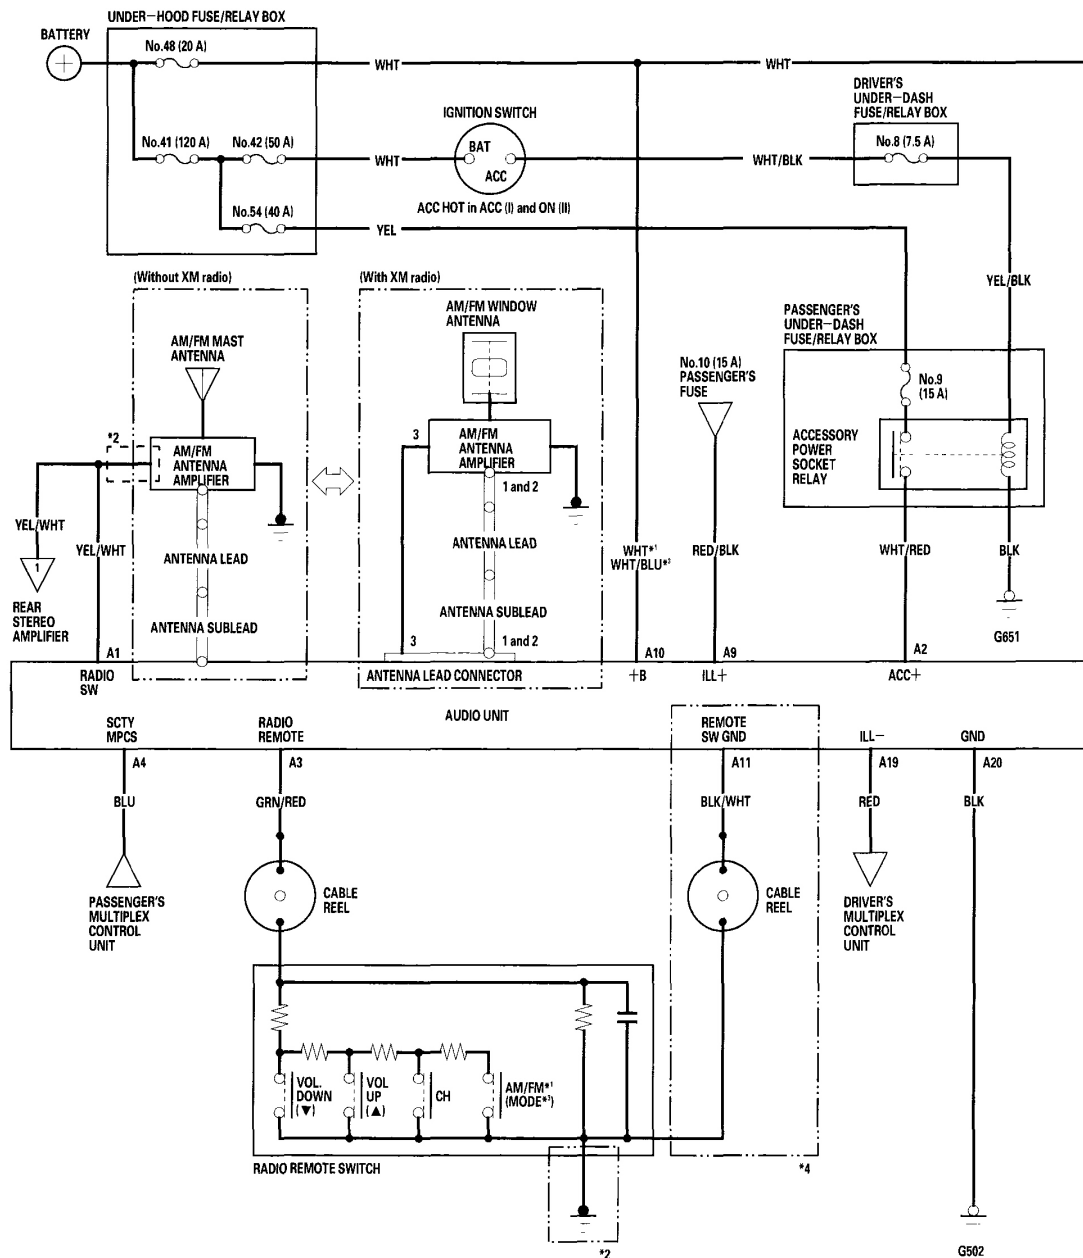 UNDER-HOOD FUSE/RELAY BOX
BATTERY
No.48 (20 A)
WHT
WHT
DRIVER'S
UNDER-DASH
FUSE/RELAY BOX
IGNITION SWITCH
No.41 (120 A)
No.42 (50 A)
WHT
BAT
ACC
WHT/BLK
No.8 (7.5 A)
ACC HOT in ACC (I) and ON (II)
No.54 (40 A)
YEL
(Without XM radio)
(With XM radio)
YEL/BLK
AM/FM WINDOW
ANTENNA
PASSENGER'S
UNDER-DASH
FUSE/RELAY BOX
AM/FM MAST
ANTENNA
No.10 (15 A)
PASSENGER'S
FUSE
No.9
(15 A)
*2
3
AM/FM
ANTENNA
AMPLIFIER
AM/FM
ANTENNA
AMPLIFIER
ACCESSORY
POWER
SOCKET
RELAY
1 and 2
YEL/WHT
YEL/WHT
ANTENNA LEAD
ANTENNA LEAD
WHT*1
WHT/BLU*2
RED/BLK
WHT/RED
BLK
1
REAR
STEREO
AMPLIFIER
ANTENNA SUBLEAD
ANTENNA SUBLEAD
3
1 and 2
G651
A1
A10
A9
A2
RADIO
SW
ANTENNA LEAD CONNECTOR
+B
ILL+
ACC+
AUDIO UNIT
SCTY
MPCS
RADIO
REMOTE
REMOTE
SW GND
ILL-
GND
A4
A3
A11
A19
A20
BLU
GRN/RED
BLK/WHT
RED
BLK
PASSENGER'S
MULTIPLEX
CONTROL
UNIT
CABLE
REEL
CABLE
REEL
DRIVER'S
MULTIPLEX
CONTROL
UNIT
VOL.
DOWN
(▼)
VOL
UP
(▲)
CH
AM/FM*1
(MODE*3)
RADIO REMOTE SWITCH
*4
*2
G502